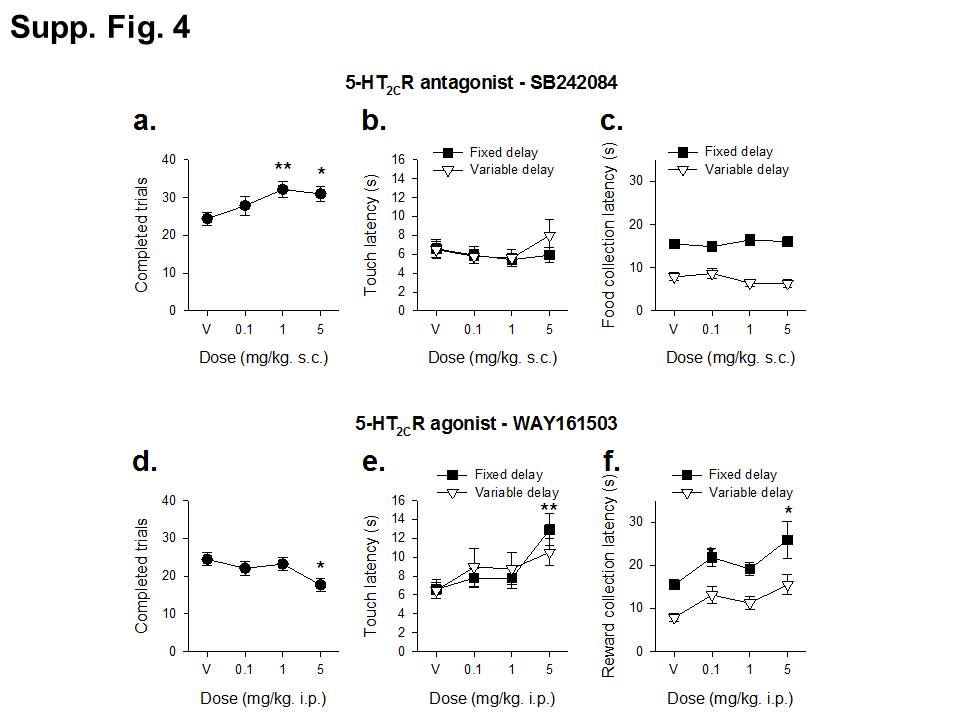 Supp. Fig. 4
5-HT2CR antagonist - SB242084
a.
b.
c.
Completed trials
40
30
20
10
0
**
*
V 0.1 1 5
Dose (mg/kg. s.c.)
Touch latency (s)
Fixed delay
Variable delay
16
14
12
10
8
6
4
2
0
V 0.1 1 5
Dose (mg/kg. s.c.)
Food collection latency (s)
Fixed delay
Variable delay
30
20
10
0
V 0.1 1 5
Dose (mg/kg. s.c.)
5-HT2CR agonist - WAY161503
d.
e.
f.
Completed trials
40
30
20
10
0
*
V 0.1 1 5
Dose (mg/kg. i.p.)
Touch latency (s)
Fixed delay
Variable delay
16
14
12
10
8
6
4
2
0
**
V 0.1 1 5
Dose (mg/kg. i.p.)
Reward collection latency (s)
Fixed delay
Variable delay
30
20
10
0
*
*
V 0.1 1 5
Dose (mg/kg. i.p.)